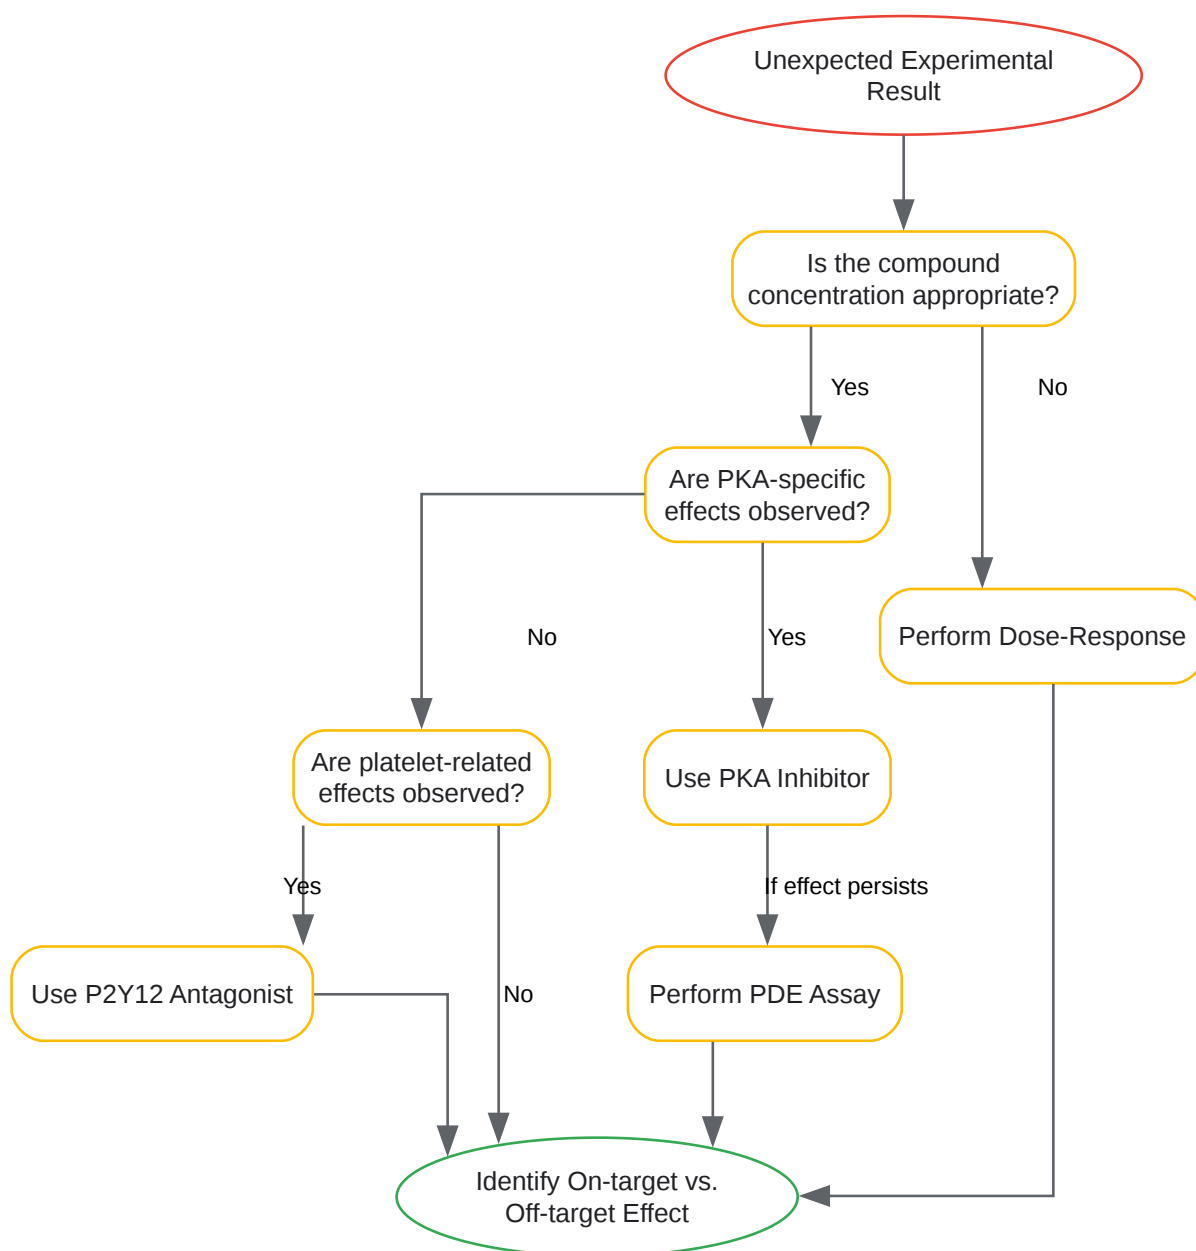 Unexpected Experimental
Result
Is the compound
concentration appropriate?
Yes
No
Are PKA-specific
effects observed?
No
Yes
Perform Dose-Response
Are platelet-related
effects observed?
Use PKA Inhibitor
Yes
If effect persists
Use P2Y12 Antagonist
No
Perform PDE Assay
Identify On-target vs.
Off-target Effect